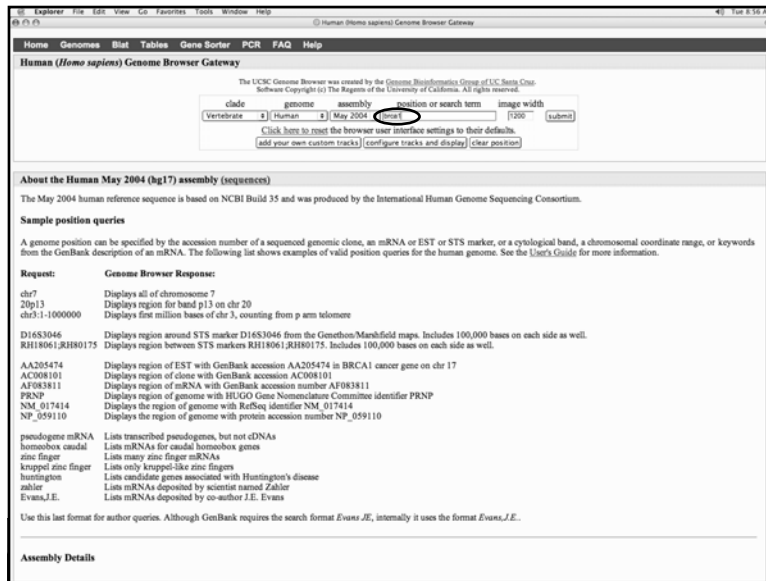 Explorer File Edit View Go Favorites Tools Window Help Tue 8:56 A
Human (Homo sapiens) Genome Browser Gateway
Home Genomes Blat Tables Gene Sorter PCR FAQ Help
Human (Homo sapiens) Genome Browser Gateway
The UCSC Genome Browser was created by the Genome Bioinformatics Group of UC Santa Cruz.
Software Copyright (c) The Regents of the University of California. All rights reserved.
clade genome assembly position or search term image width
Vertebrate Human May 2004 brca1 1200 submit
Click here to reset the browser user interface settings to their defaults.
add your own custom tracks configure tracks and display clear position
About the Human May 2004 (hg17) assembly (sequences)
The May 2004 human reference sequence is based on NCBI Build 35 and was produced by the International Human Genome Sequencing Consortium.
Sample position queries
A genome position can be specified by the accession number of a sequenced genomic clone, an mRNA or EST or STS marker, or a cytological band, a chromosomal coordinate range, or keywords
from the GenBank description of an mRNA. The following list shows examples of valid position queries for the human genome. See the User's Guide for more information.
Request: Genome Browser Response:
chr7 Displays all of chromosome 7
20p13 Displays region for band p13 on chr 20
chr3:1-1000000 Displays first million bases of chr 3, counting from p arm telomere
D16S3046 Displays region around STS marker D16S3046 from the Genethon/Marshfield maps. Includes 100,000 bases on each side as well.
RH18061;RH80175 Displays region between STS markers RH18061;RH80175. Includes 100,000 bases on each side as well.
AA205474 Displays region of EST with GenBank accession AA205474 in BRCA1 cancer gene on chr 17
AC008101 Displays region of clone with GenBank accession AC008101
AF083811 Displays region of mRNA with GenBank accession number AF083811
PRNP Displays region of genome with HUGO Gene Nomenclature Committee identifier PRNP
NM_017414 Displays the region of genome with RefSeq identifier NM_017414
NP_059110 Displays the region of genome with protein accession number NP_059110
pseudogene mRNA Lists transcribed pseudogenes, but not cDNAs
homeobox caudal Lists mRNAs for caudal homeobox genes
zinc finger Lists many zinc finger mRNAs
kruppel zinc finger Lists only kruppel-like zinc fingers
huntington Lists candidate genes associated with Huntington's disease
zahler Lists mRNAs deposited by scientist named Zahler
Evans,J.E. Lists mRNAs deposited by co-author J.E. Evans
Use this last format for author queries. Although GenBank requires the search format Evans JE, internally it uses the format Evans,J.E..
Assembly Details